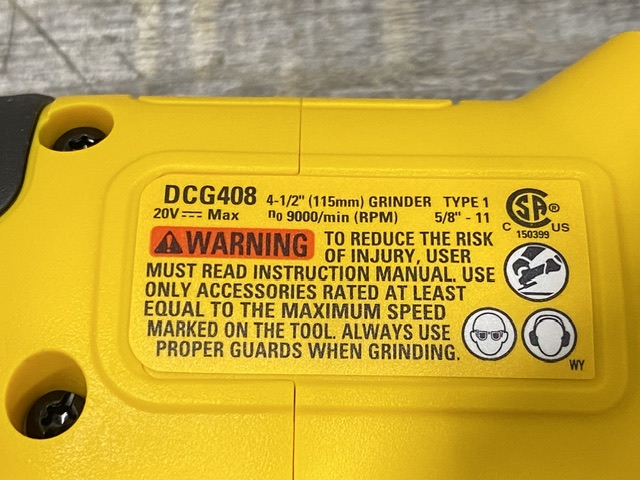 DCG408 4-1/2" (115mm) GRINDER TYPE 1
20V⎓ Max n₀ 9000/min (RPM) 5/8" - 11
WARNING TO REDUCE THE RISK
OF INJURY, USER
MUST READ INSTRUCTION MANUAL. USE
ONLY ACCESSORIES RATED AT LEAST
EQUAL TO THE MAXIMUM SPEED
MARKED ON THE TOOL. ALWAYS USE
PROPER GUARDS WHEN GRINDING.
CSA®
C US
150399
WY